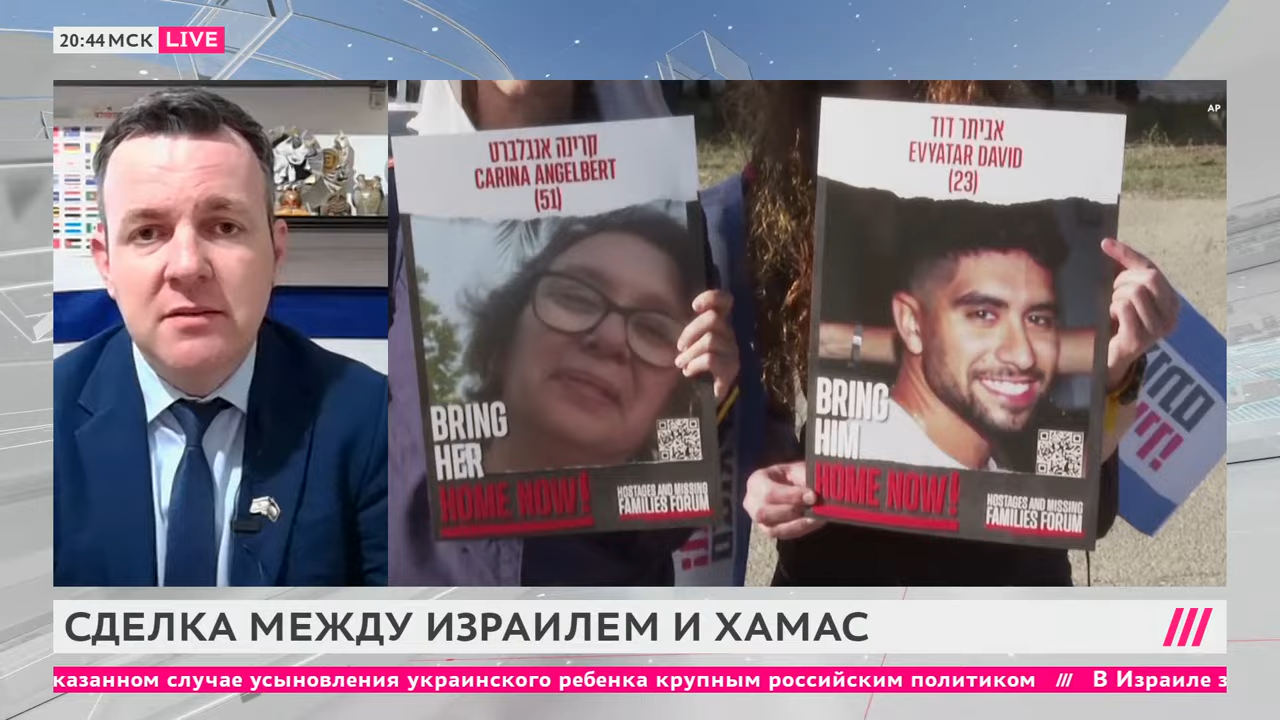 20:44 МСК LIVE
AP
קרינה אנגלברט
CARINA ANGELBERT
(51)
BRING
HER
HOME NOW!
HOSTAGES AND MISSING
FAMILIES FORUM
אביתר דוד
EVYATAR DAVID
(23)
BRING
HIM
HOME NOW!
HOSTAGES AND MISSING
FAMILIES FORUM
СДЕЛКА МЕЖДУ ИЗРАИЛЕМ И ХАМАС
казанном случае усыновления украинского ребенка крупным российским политиком /// В Израиле з